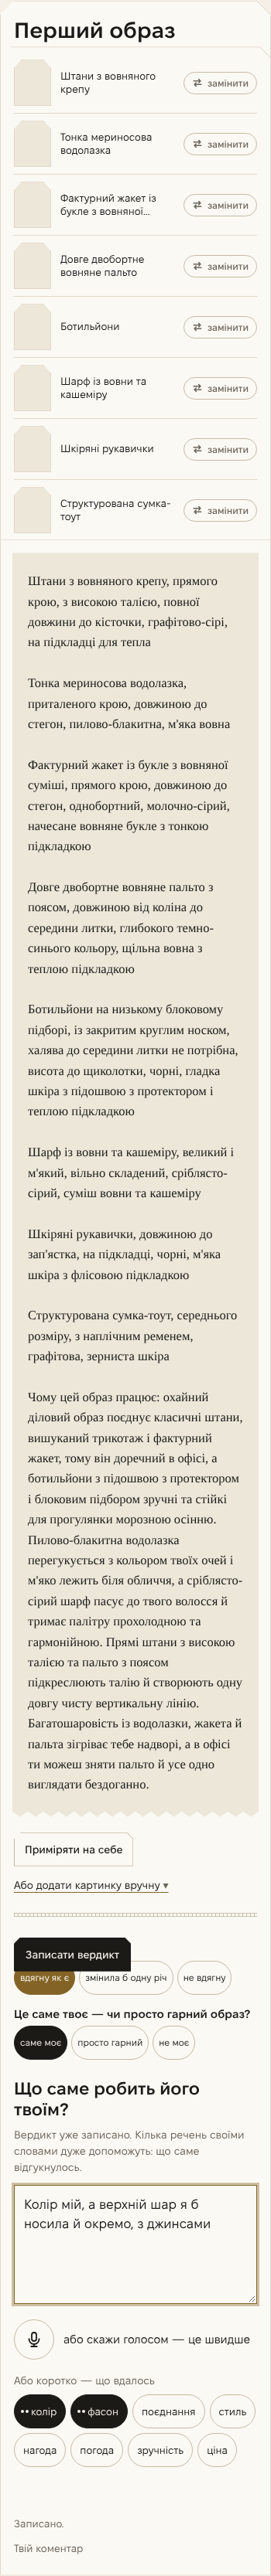 Перший образ
Штани з вовняного
крепу
замінити
Тонка мериносова
водолазка
замінити
Фактурний жакет із
букле з вовняної...
замінити
Довге двобортне
вовняне пальто
замінити
Ботильйони
замінити
Шарф із вовни та
кашеміру
замінити
Шкіряні рукавички
замінити
Структурована сумка-
тоут
замінити
Штани з вовняного крепу, прямого
крою, з високою талією, повної
довжини до кісточки, графітово-сірі,
на підкладці для тепла
Тонка мериносова водолазка,
приталеного крою, довжиною до
стегон, пилово-блакитна, м'яка вовна
Фактурний жакет із букле з вовняної
суміші, прямого крою, довжиною до
стегон, однобортний, молочно-сірий,
начесане вовняне букле з тонкою
підкладкою
Довге двобортне вовняне пальто з
поясом, довжиною від коліна до
середини литки, глибокого темно-
синього кольору, щільна вовна з
теплою підкладкою
Ботильйони на низькому блоковому
підборі, із закритим круглим носком,
халява до середини литки не потрібна,
висота до щиколотки, чорні, гладка
шкіра з підошвою з протектором і
теплою підкладкою
Шарф із вовни та кашеміру, великий і
м'який, вільно складений, сріблясто-
сірий, суміш вовни та кашеміру
Шкіряні рукавички, довжиною до
зап'ястка, на підкладці, чорні, м'яка
шкіра з флісовою підкладкою
Структурована сумка-тоут, середнього
розміру, з наплічним ременем,
графітова, зерниста шкіра
Чому цей образ працює: охайний
діловий образ поєднує класичні штани,
вишуканий трикотаж і фактурний
жакет, тому він доречний в офісі, а
ботильйони з підошвою з протектором
і блоковим підбором зручні та стійкі
для прогулянки морозною осінню.
Пилово-блакитна водолазка
перегукується з кольором твоїх очей і
м'яко лежить біля обличчя, а сріблясто-
сірий шарф пасує до твого волосся й
тримає палітру прохолодною та
гармонійною. Прямі штани з високою
талією та пальто з поясом
підкреслюють талію й створюють одну
довгу чисту вертикальну лінію.
Багатошаровість із водолазки, жакета й
пальта зігріває тебе надворі, а в офісі
ти можеш зняти пальто й усе одно
виглядати бездоганно.
Приміряти на себе
Або додати картинку вручну ▾
Записати вердикт
вдягну як є
змінила б одну річ
не вдягну
Це саме твоє — чи просто гарний образ?
саме моє
просто гарний
не моє
Що саме робить його
твоїм?
Вердикт уже записано. Кілька речень своїми
словами дуже допоможуть: що саме
відгукнулось.
Колір мій, а верхній шар я б
носила й окремо, з джинсами
або скажи голосом — це швидше
Або коротко — що вдалось
колір
фасон
поєднання
стиль
нагода
погода
зручність
ціна
Записано.
Твій коментар